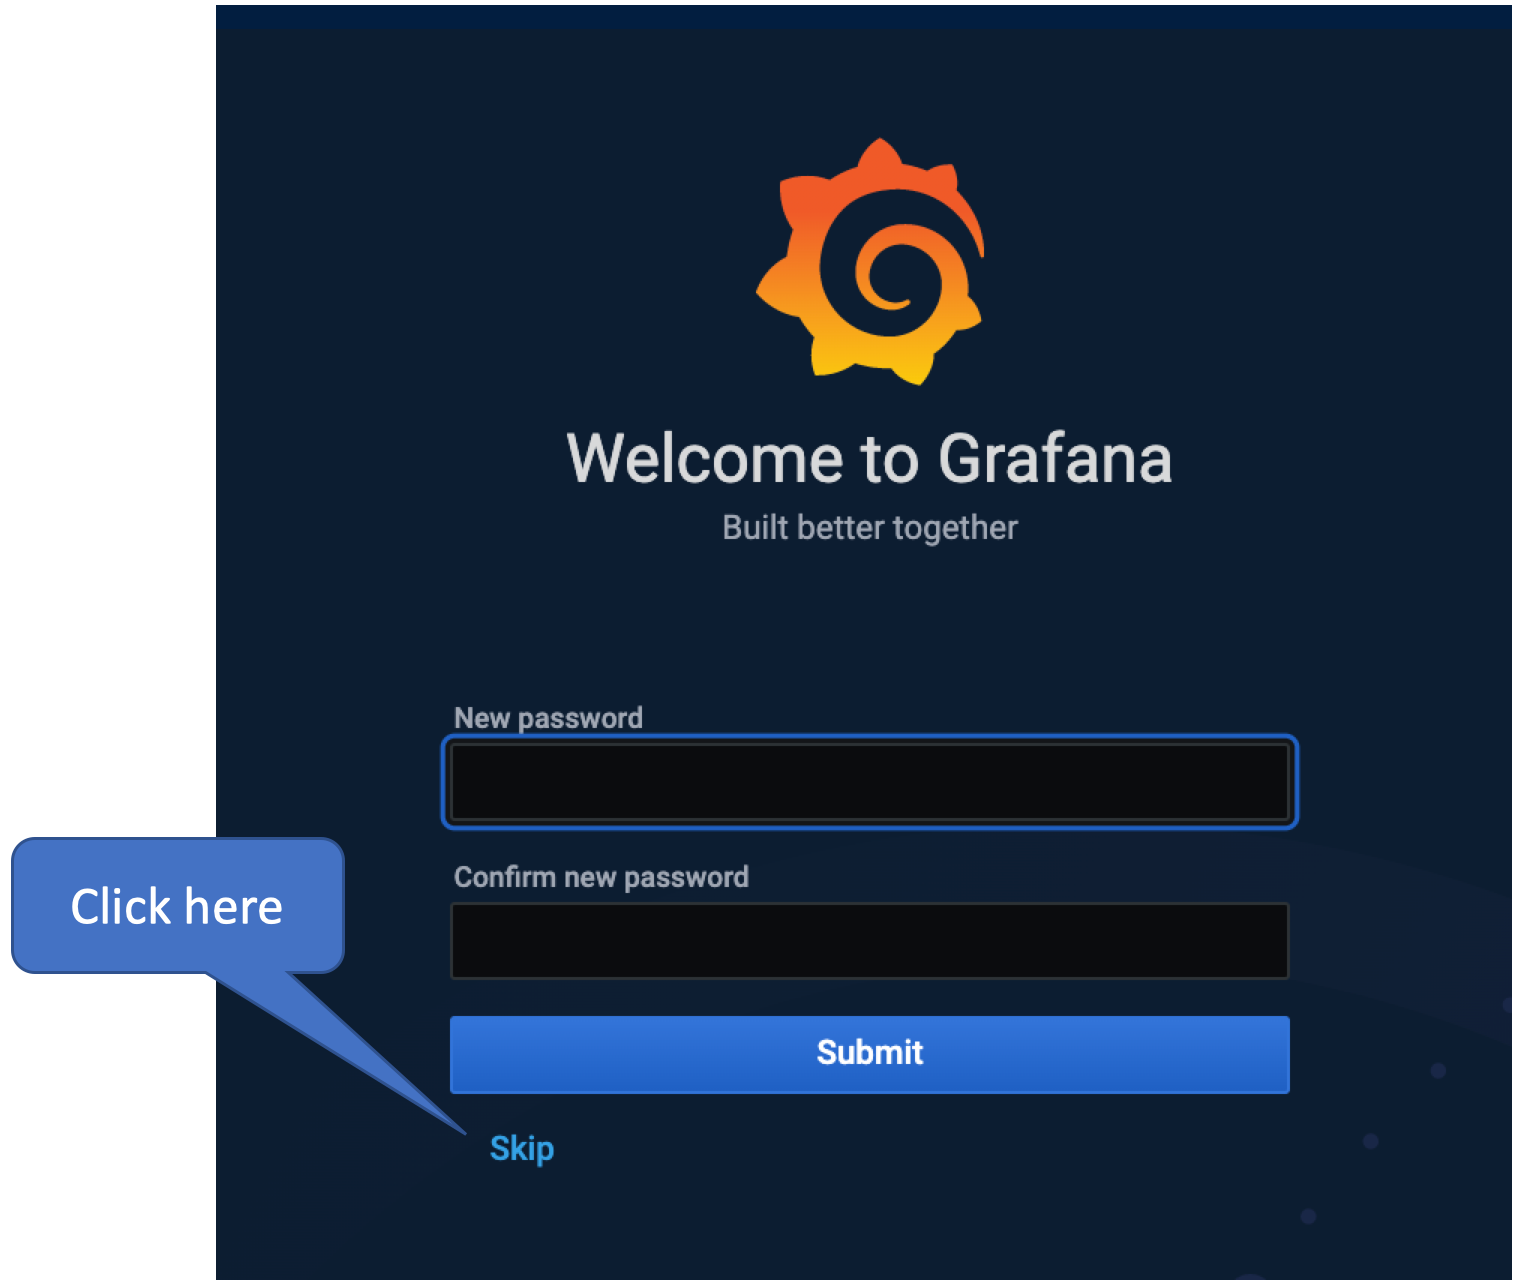 Welcome to Grafana
Built better together
New password
Confirm new password
Click here
Submit
Skip